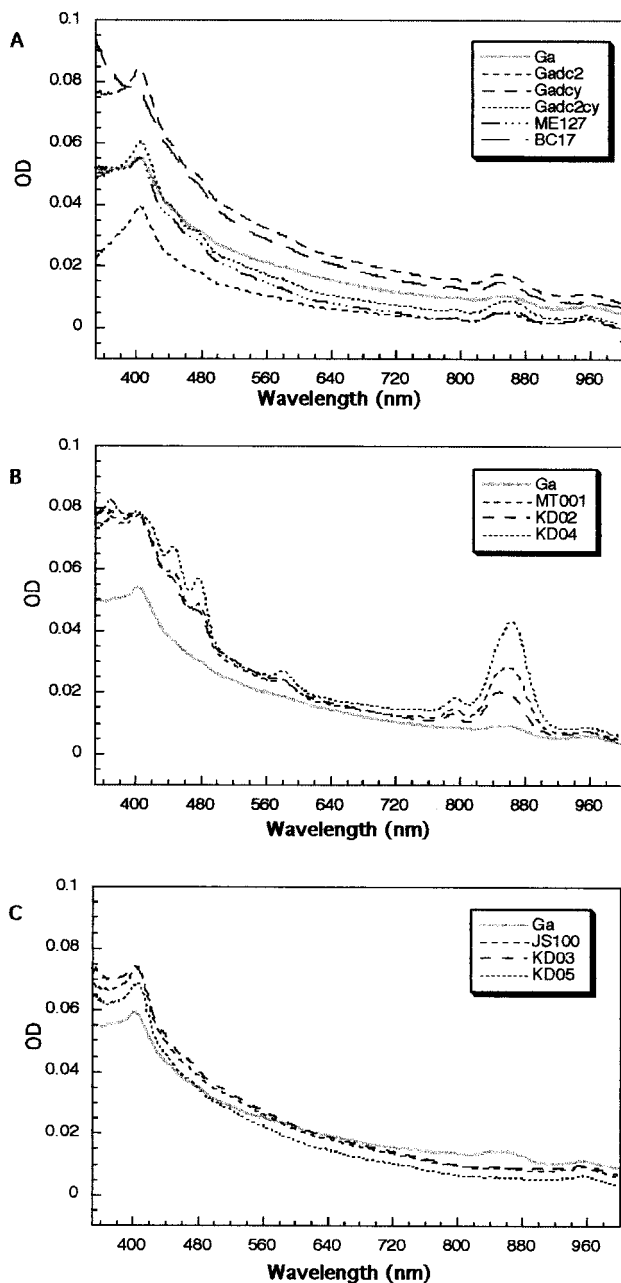 A
0.1
0.08
0.06
0.04
0.02
0
OD
Ga
Gadc2
Gadcy
Gadc2cy
ME127
BC17
400 480 560 640 720 800 880 960
Wavelength (nm)
B
0.1
0.08
0.06
0.04
0.02
0
OD
Ga
MT001
KD02
KD04
400 480 560 640 720 800 880 960
Wavelength (nm)
C
0.1
0.08
0.06
0.04
0.02
0
OD
Ga
JS100
KD03
KD05
400 480 560 640 720 800 880 960
Wavelength (nm)